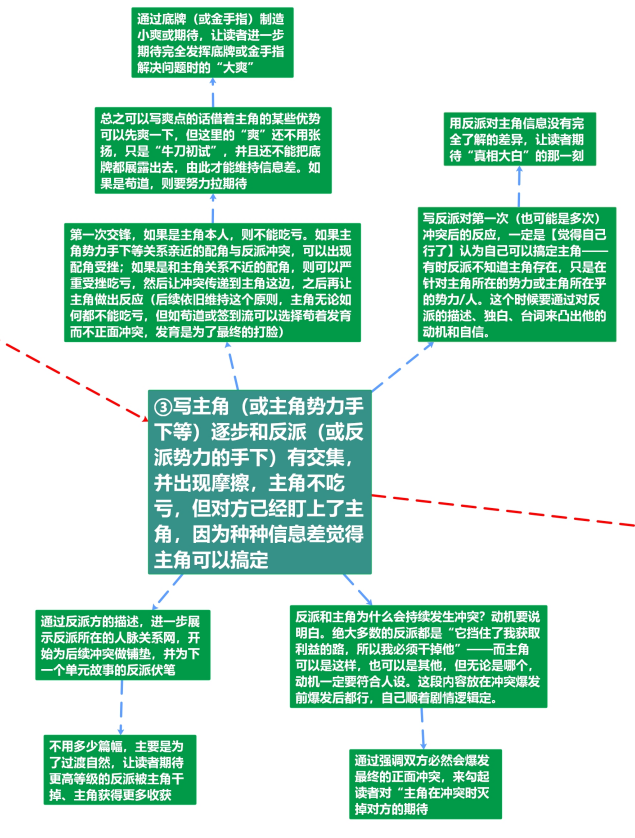 通过底牌（或金手指）制造
小爽或期待，让读者进一步
期待完全发挥底牌或金手指
解决问题时的“大爽”
总之可以写爽点的话借着主角的某些优势
可以先爽一下，但这里的“爽”还不用张
扬，只是“牛刀初试”，并且还不能把底
牌都展露出去，由此才能维持信息差。如
果是苟道，则要努力拉期待
用反派对主角信息没有完
全了解的差异，让读者期
待“真相大白”的那一刻
第一次交锋，如果是主角本人，则不能吃亏。如果主
角势力手下等关系亲近的配角与反派冲突，可以出现
配角受挫；如果是和主角关系不近的配角，则可以严
重受挫吃亏，然后让冲突传递到主角这边，之后再让
主角做出反应（后续依旧维持这个原则，主角无论如
何都不能吃亏，但如苟道或签到流可以选择苟着发育
而不正面冲突，发育是为了最终的打脸）
写反派对第一次（也可能是多次）
冲突后的反应，一定是【觉得自己
行了】认为自己可以搞定主角——
有时反派不知道主角存在，只是在
针对主角所在的势力或主角所在乎
的势力/人。这个时候要通过对反
派的描述、独白、台词来凸出他的
动机和自信。
③写主角（或主角势力手
下等）逐步和反派（或反
派势力的手下）有交集，
并出现摩擦，主角不吃
亏，但对方已经盯上了主
角，因为种种信息差觉得
主角可以搞定
通过反派方的描述，进一步展
示反派所在的人脉关系网，开
始为后续冲突做铺垫，并为下
一个单元故事的反派伏笔
反派和主角为什么会持续发生冲突？动机要说
明白。绝大多数的反派都是“它挡住了我获取
利益的路，所以我必须干掉他”——而主角
可以是这样，也可以是其他，但无论是哪个，
动机一定要符合人设。这段内容放在冲突爆发
前爆发后都行，自己顺着剧情逻辑定。
不用多少篇幅，主要是为
了过渡自然，让读者期待
更高等级的反派被主角干
掉、主角获得更多收获
通过强调双方必然会爆发
最终的正面冲突，来勾起
读者对“主角在冲突时灭
掉对方的期待